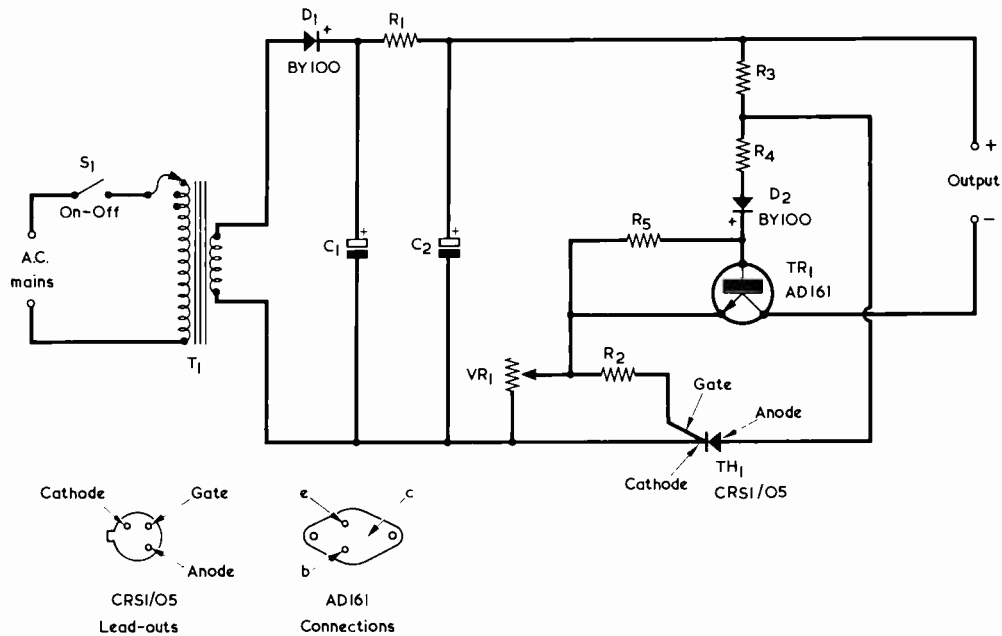 D1
+
BY100
R1
R3
R4
D2
BY100
+
S1
On-Off
A.C.
mains
T1
C1
+
C2
+
R5
TR1
AD161
+
Output
−
VR1
R2
Gate
Anode
Cathode
TH1
CRS1/05
Cathode
Gate
Anode
CRS1/05
Lead-outs
e
c
b
AD161
Connections